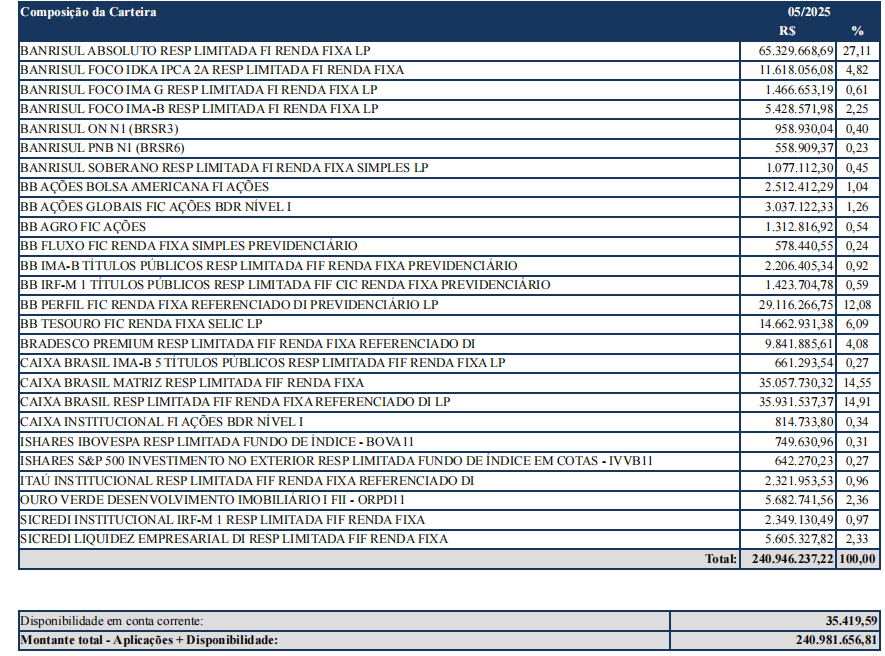 Composição da Carteira 05/2025
R$ %
BANRISUL ABSOLUTO RESP LIMITADA FI RENDA FIXA LP 65.329.668,69 27,11
BANRISUL FOCO IDKA IPCA 2A RESP LIMITADA FI RENDA FIXA 11.618.056,08 4,82
BANRISUL FOCO IMA G RESP LIMITADA FI RENDA FIXA LP 1.466.653,19 0,61
BANRISUL FOCO IMA-B RESP LIMITADA FI RENDA FIXA LP 5.428.571,98 2,25
BANRISUL ON N1 (BRSR3) 958.930,04 0,40
BANRISUL PNB N1 (BRSR6) 558.909,37 0,23
BANRISUL SOBERANO RESP LIMITADA FI RENDA FIXA SIMPLES LP 1.077.112,30 0,45
BB AÇÕES BOLSA AMERICANA FI AÇÕES 2.512.412,29 1,04
BB AÇÕES GLOBAIS FIC AÇÕES BDR NÍVEL I 3.037.122,33 1,26
BB AGRO FIC AÇÕES 1.312.816,92 0,54
BB FLUXO FIC RENDA FIXA SIMPLES PREVIDENCIÁRIO 578.440,55 0,24
BB IMA-B TÍTULOS PÚBLICOS RESP LIMITADA FIF RENDA FIXA PREVIDENCIÁRIO 2.206.405,34 0,92
BB IRF-M 1 TÍTULOS PÚBLICOS RESP LIMITADA FIF CIC RENDA FIXA PREVIDENCIÁRIO 1.423.704,78 0,59
BB PERFIL FIC RENDA FIXA REFERENCIADO DI PREVIDENCIÁRIO LP 29.116.266,75 12,08
BB TESOURO FIC RENDA FIXA SELIC LP 14.662.931,38 6,09
BRADESCO PREMIUM RESP LIMITADA FIF RENDA FIXA REFERENCIADO DI 9.841.885,61 4,08
CAIXA BRASIL IMA-B 5 TÍTULOS PÚBLICOS RESP LIMITADA FIF RENDA FIXA LP 661.293,54 0,27
CAIXA BRASIL MATRIZ RESP LIMITADA FIF RENDA FIXA 35.057.730,32 14,55
CAIXA BRASIL RESP LIMITADA FIF RENDA FIXA REFERENCIADO DI LP 35.931.537,37 14,91
CAIXA INSTITUCIONAL FI AÇÕES BDR NÍVEL I 814.733,80 0,34
ISHARES IBOVESPA RESP LIMITADA FUNDO DE ÍNDICE - BOVA11 749.630,96 0,31
ISHARES S&P 500 INVESTIMENTO NO EXTERIOR RESP LIMITADA FUNDO DE ÍNDICE EM COTAS - IVVB11 642.270,23 0,27
ITAÚ INSTITUCIONAL RESP LIMITADA FIF RENDA FIXA REFERENCIADO DI 2.321.953,53 0,96
OURO VERDE DESENVOLVIMENTO IMOBILIÁRIO I FII - ORPD11 5.682.741,56 2,36
SICREDI INSTITUCIONAL IRF-M 1 RESP LIMITADA FIF RENDA FIXA 2.349.130,49 0,97
SICREDI LIQUIDEZ EMPRESARIAL DI RESP LIMITADA FIF RENDA FIXA 5.605.327,82 2,33
Total: 240.946.237,22 100,00
Disponibilidade em conta corrente: 35.419,59
Montante total - Aplicações + Disponibilidade: 240.981.656,81